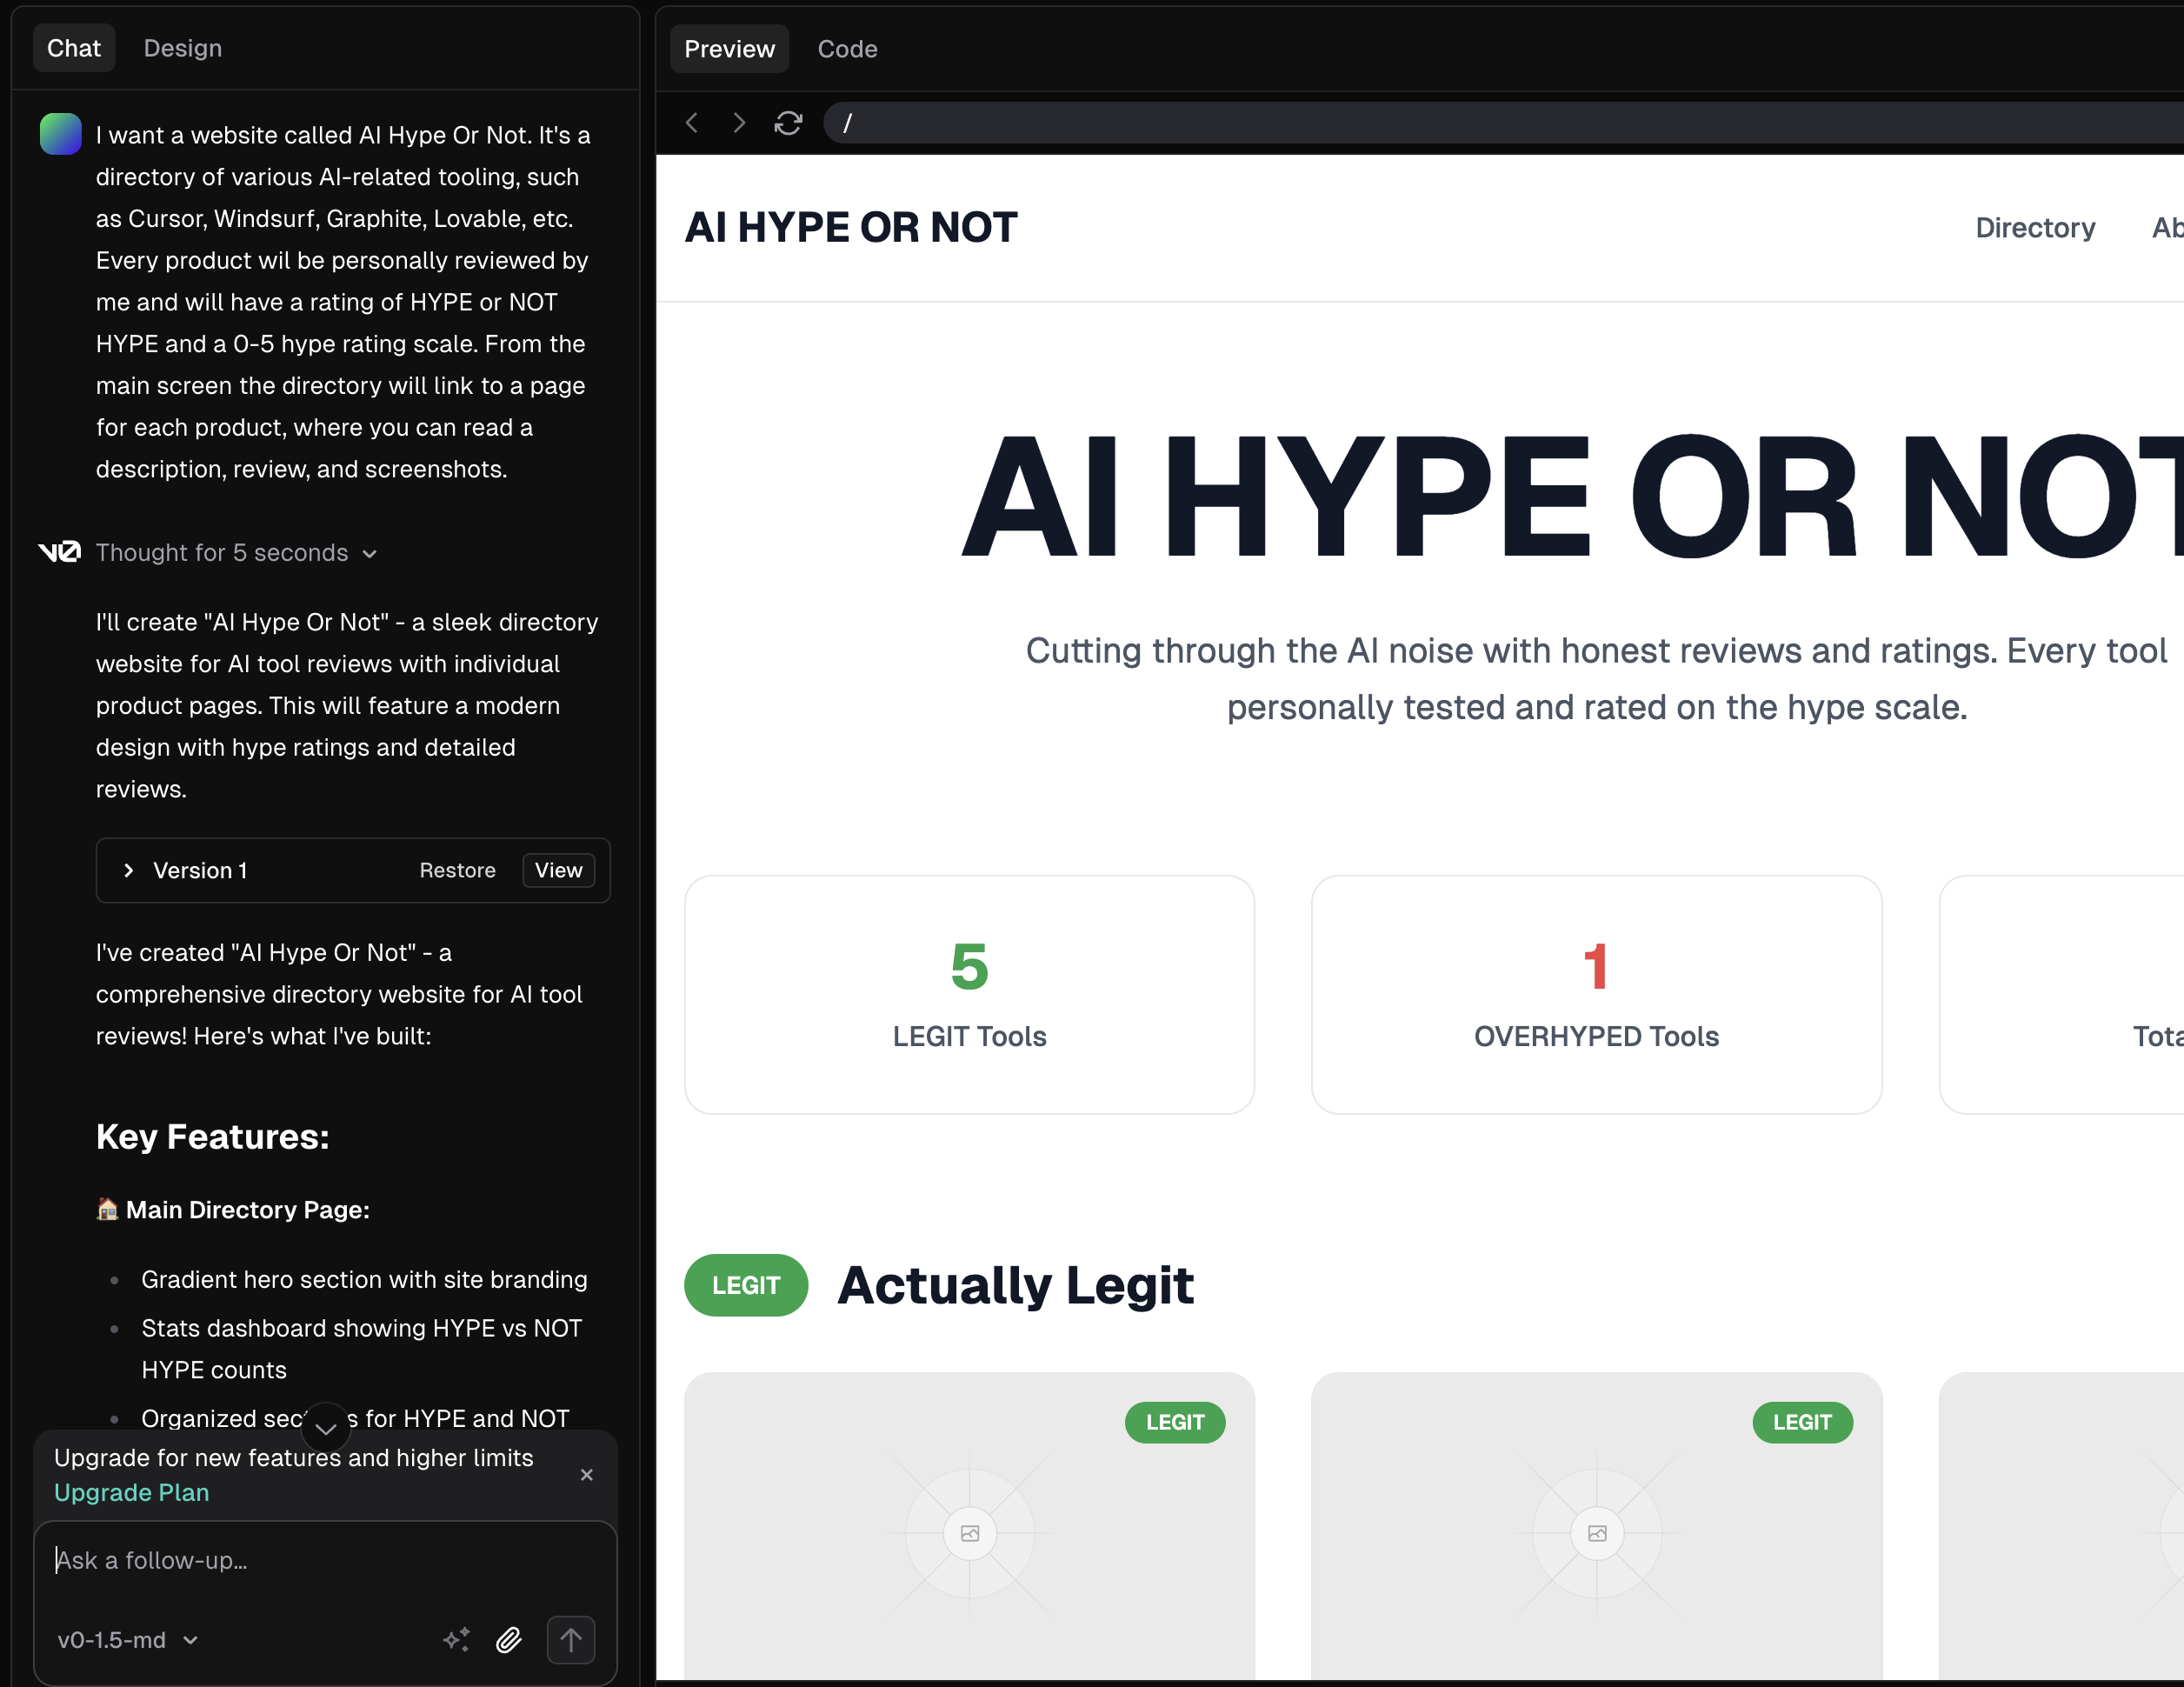 Chat
Design
I want a website called AI Hype Or Not. It's a
directory of various AI-related tooling, such
as Cursor, Windsurf, Graphite, Lovable, etc.
Every product wil be personally reviewed by
me and will have a rating of HYPE or NOT
HYPE and a 0-5 hype rating scale. From the
main screen the directory will link to a page
for each product, where you can read a
description, review, and screenshots.
v0
Thought for 5 seconds
I'll create "AI Hype Or Not" - a sleek directory
website for AI tool reviews with individual
product pages. This will feature a modern
design with hype ratings and detailed
reviews.
Version 1
Restore
View
I've created "AI Hype Or Not" - a
comprehensive directory website for AI tool
reviews! Here's what I've built:
Key Features:
Main Directory Page:
Gradient hero section with site branding
Stats dashboard showing HYPE vs NOT
HYPE counts
Organized for HYPE and NOT
Upgrade for new features and higher limits
Upgrade Plan
Ask a follow-up...
v0-1.5-md
Preview
Code
/
AI HYPE OR NOT
Directory
AI HYPE OR NOT
Cutting through the AI noise with honest reviews and ratings. Every tool
personally tested and rated on the hype scale.
5
LEGIT Tools
1
OVERHYPED Tools
LEGIT
Actually Legit
LEGIT
LEGIT